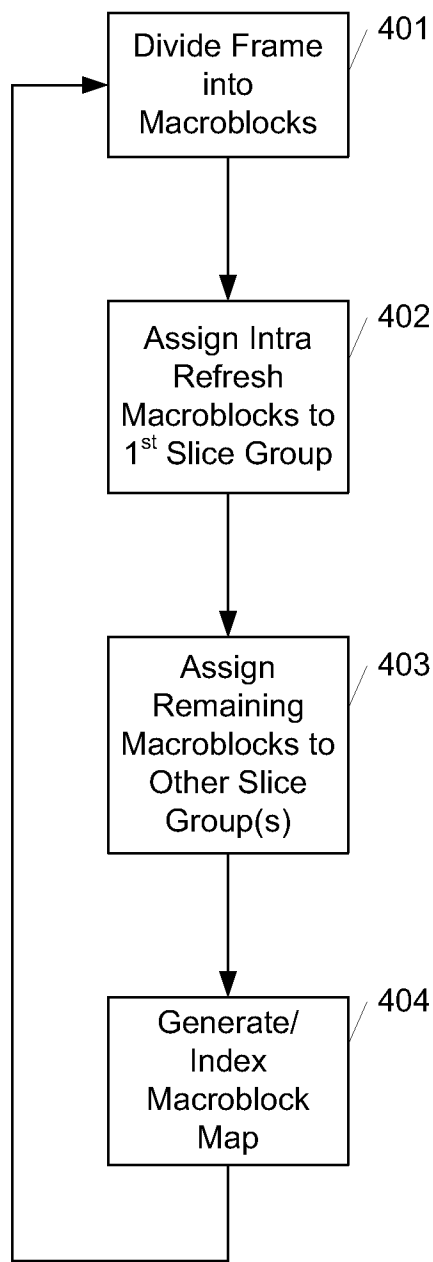 401
Divide Frame
into
Macroblocks
402
Assign Intra
Refresh
Macroblocks to
1st Slice Group
403
Assign
Remaining
Macroblocks to
Other Slice
Group(s)
404
Generate/
Index
Macroblock
Map